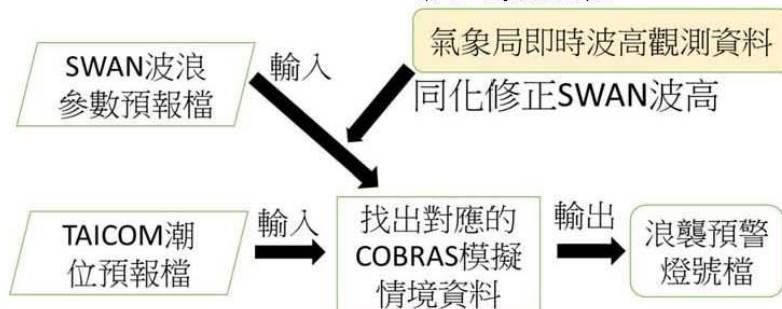 氣象局即時波高觀測資料
SWAN波浪
參數預報檔
輸入
同化修正SWAN波高
TAICOM潮
位預報檔
輸入
找出對應的
COBRAS模擬
情境資料
輸出
浪襲預警
燈號檔